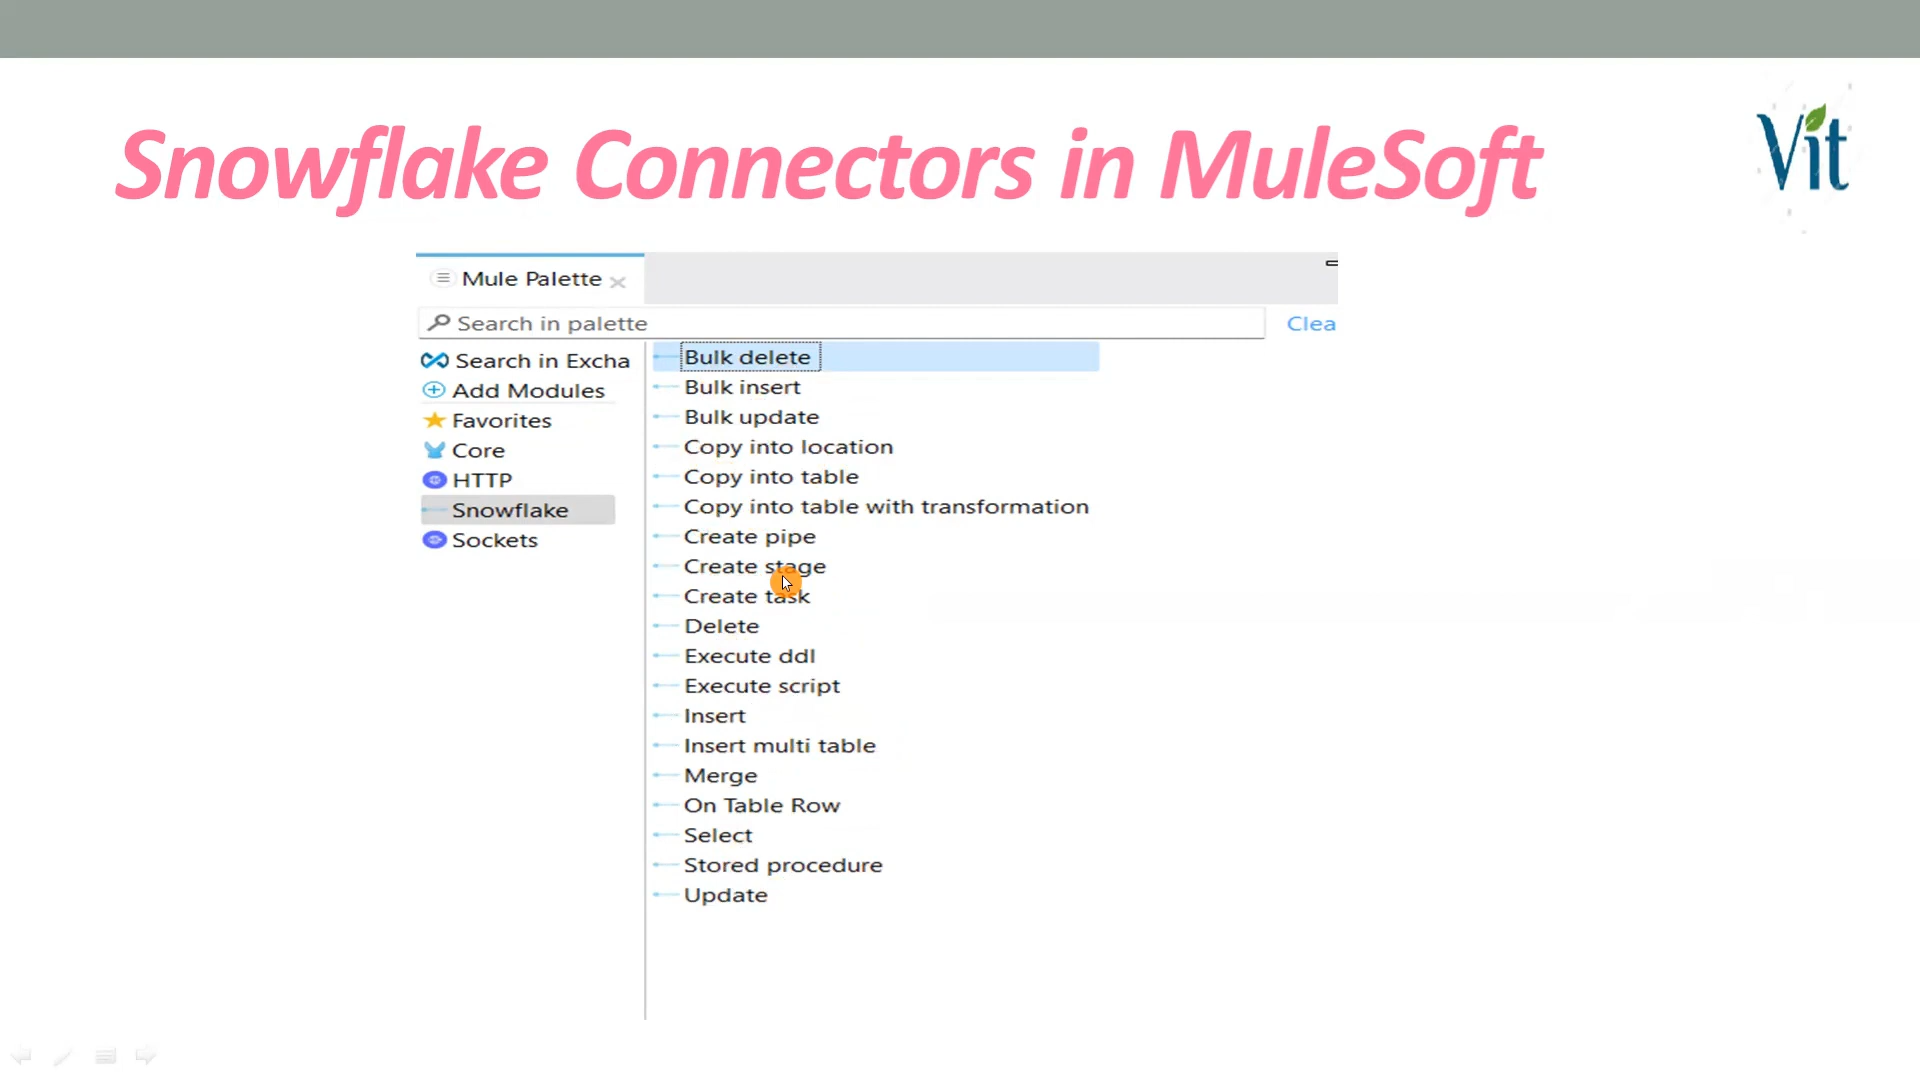 Snowflake Connectors in MuleSoft
Vit
Mule Palette
Search in palette
Clea
Search in Excha
Add Modules
Favorites
Core
HTTP
Snowflake
Sockets
Bulk delete
Bulk insert
Bulk update
Copy into location
Copy into table
Copy into table with transformation
Create pipe
Create stage
Create task
Delete
Execute ddl
Execute script
Insert
Insert multi table
Merge
On Table Row
Select
Stored procedure
Update